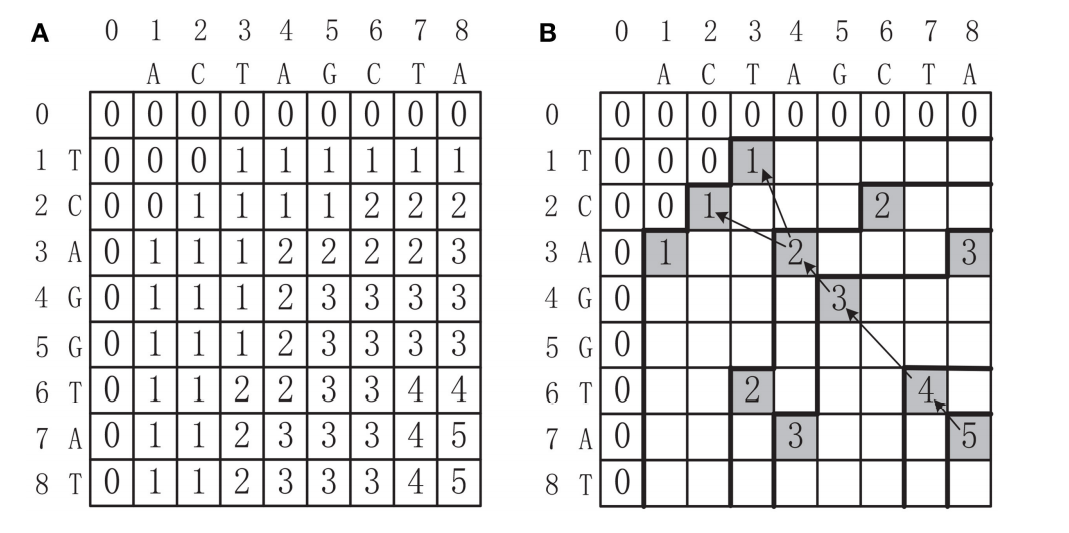 A 0 1 2 3 4 5 6 7 8
A C T A G C T A
0 0 0 0 0 0 0 0 0 0
1 T 0 0 0 1 1 1 1 1 1
2 C 0 0 1 1 1 1 2 2 2
3 A 0 1 1 1 2 2 2 2 3
4 G 0 1 1 1 2 3 3 3 3
5 G 0 1 1 1 2 3 3 3 3
6 T 0 1 1 2 2 3 3 4 4
7 A 0 1 1 2 3 3 3 4 5
8 T 0 1 1 2 3 3 3 4 5
B 0 1 2 3 4 5 6 7 8
A C T A G C T A
0 0 0 0 0 0 0 0 0 0
1 T 0 0 0 1
2 C 0 0 1 2
3 A 0 1 2 3
4 G 0 3
5 G 0
6 T 0 2 4
7 A 0 3 5
8 T 0